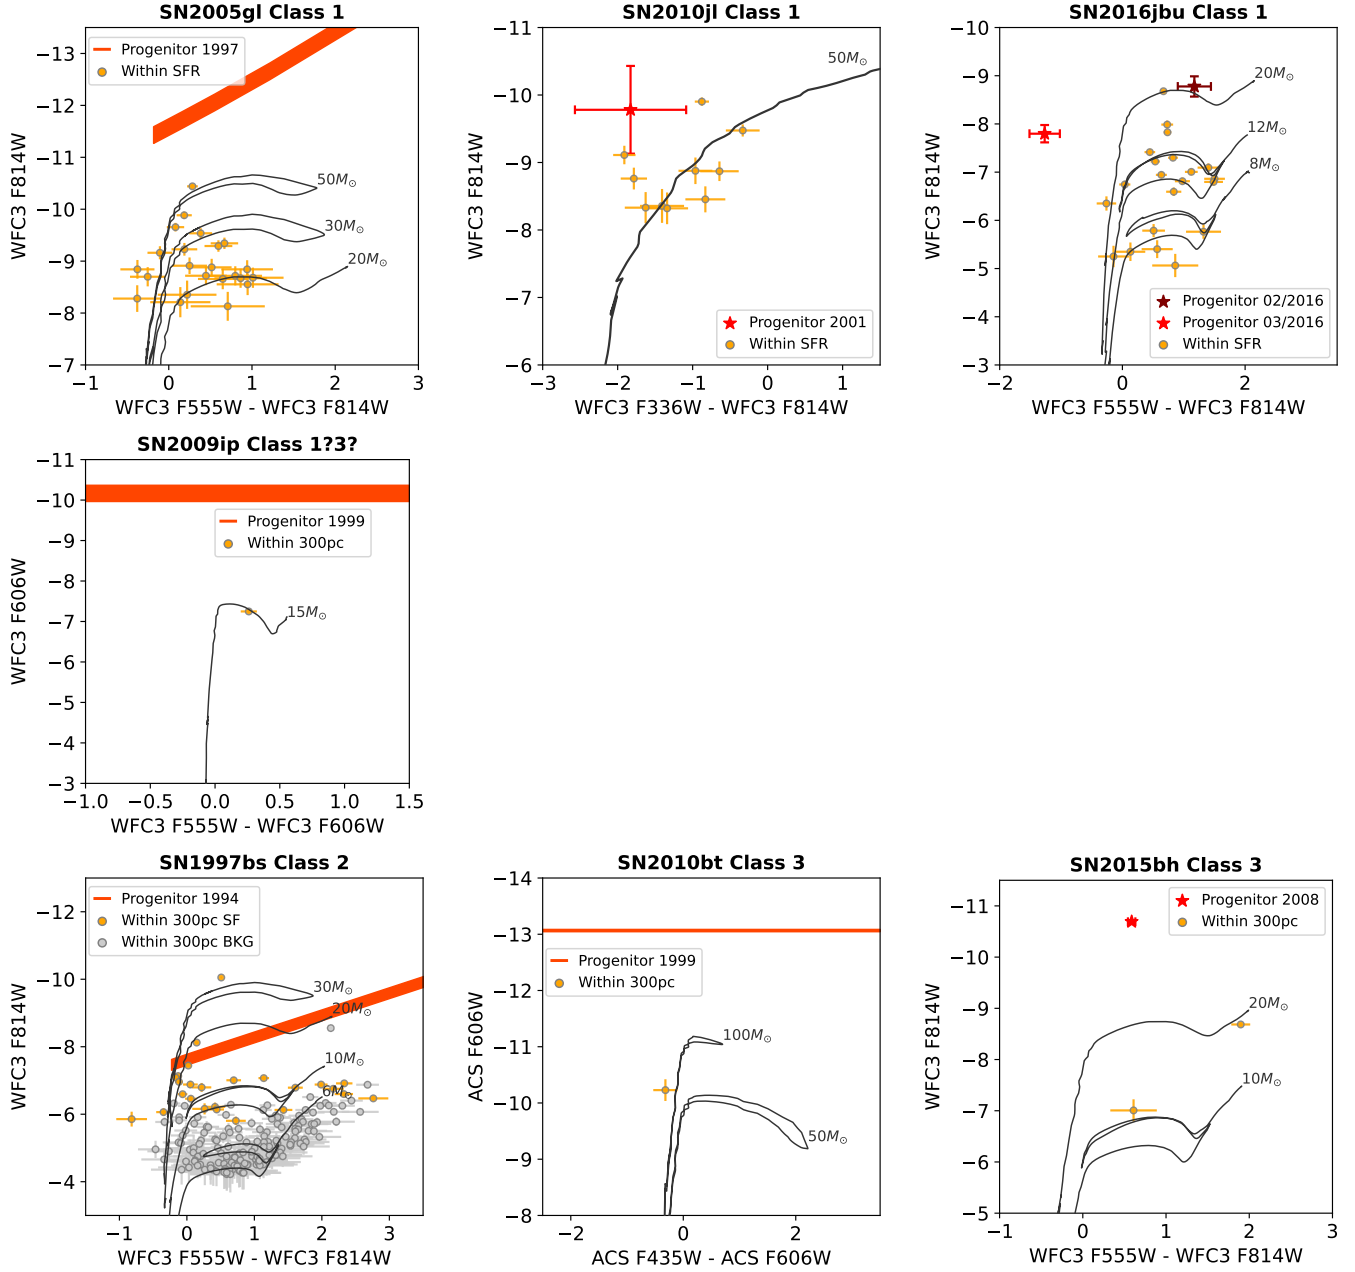 SN2005gl Class 1
−13
−12
−11
−10
−9
−8
−7
WFC3 F814W
Progenitor 1997
Within SFR
50M⊙
30M⊙
20M⊙
−1
0
1
2
3
WFC3 F555W - WFC3 F814W
SN2010jl Class 1
−10
−9
−8
−7
−6
WFC3 F814W
50M⊙
Progenitor 2001
Within SFR
−3
−2
−1
0
1
WFC3 F336W - WFC3 F814W
SN2016jbu Class 1
−10
−9
−8
−7
−6
−5
−4
−3
WFC3 F814W
20M⊙
12M⊙
8M⊙
Progenitor 02/2016
Progenitor 03/2016
Within SFR
−2
0
2
WFC3 F555W - WFC3 F814W
SN2009ip Class 1?3?
−11
−10
−9
−8
−7
−6
−5
−4
−3
WFC3 F606W
Progenitor 1999
Within 300pc
15M⊙
−1.0
−0.5
0.0
0.5
1.0
1.5
WFC3 F555W - WFC3 F606W
SN1997bs Class 2
−12
−10
−8
−6
−4
WFC3 F814W
Progenitor 1994
Within 300pc SF
Within 300pc BKG
30M⊙
20M⊙
10M⊙
6M⊙
−1
0
1
2
3
WFC3 F555W - WFC3 F814W
SN2010bt Class 3
−14
−13
−12
−11
−10
−9
−8
ACS F606W
Progenitor 1999
Within 300pc
100M⊙
50M⊙
−2
0
2
ACS F435W - ACS F606W
SN2015bh Class 3
−11
−10
−9
−8
−7
−6
−5
WFC3 F814W
Progenitor 2008
Within 300pc
20M⊙
10M⊙
−1
0
1
2
3
WFC3 F555W - WFC3 F814W